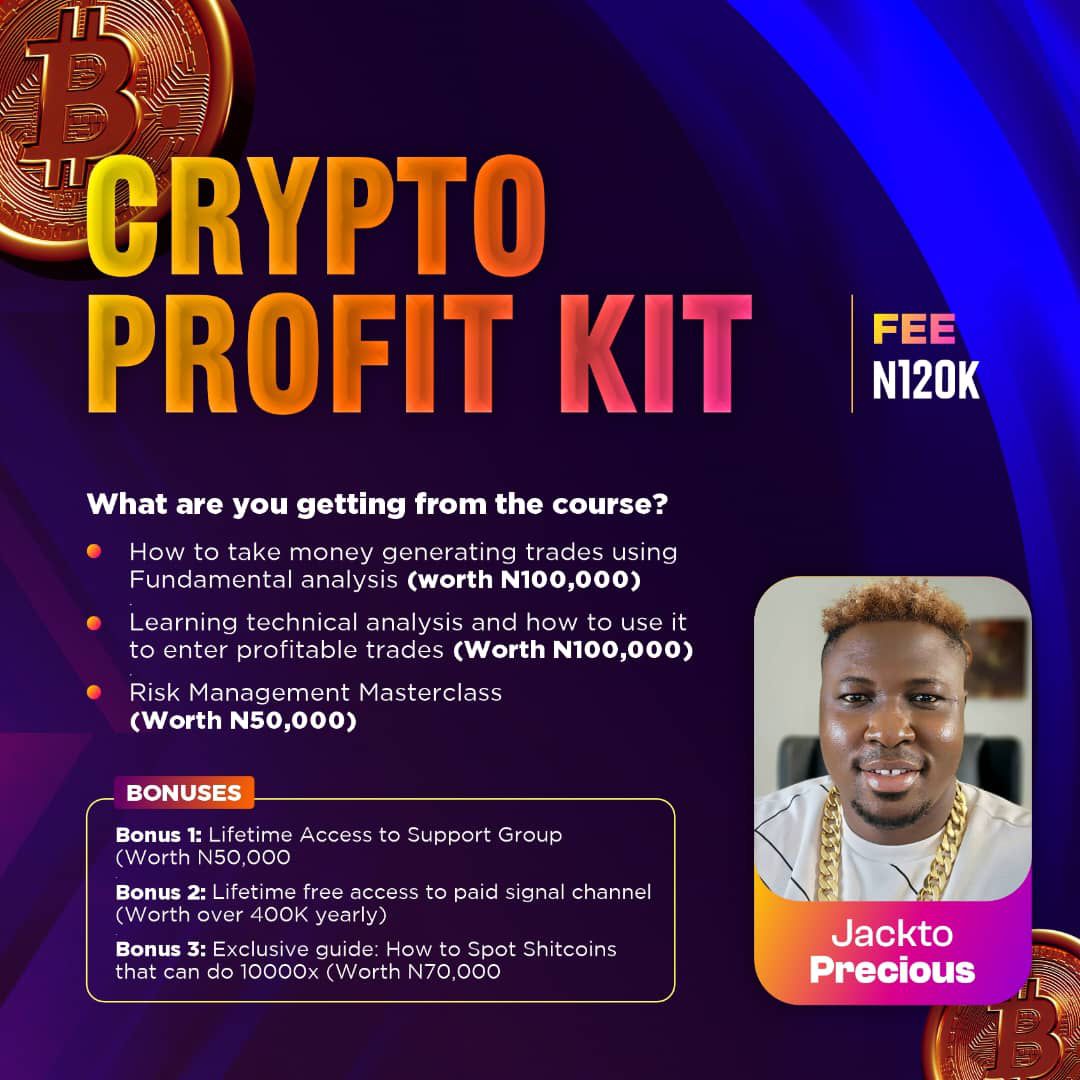 CRYPTO
PROFIT KIT
FEE
N120K
What are you getting from the course?
How to take money generating trades using
Fundamental analysis (worth N100,000)
Learning technical analysis and how to use it
to enter profitable trades (Worth N100,000)
Risk Management Masterclass
(Worth N50,000)
BONUSES
Bonus 1: Lifetime Access to Support Group
(Worth N50,000
Bonus 2: Lifetime free access to paid signal channel
(Worth over 400K yearly)
Bonus 3: Exclusive guide: How to Spot Shitcoins
that can do 10000x (Worth N70,000
Jackto
Precious